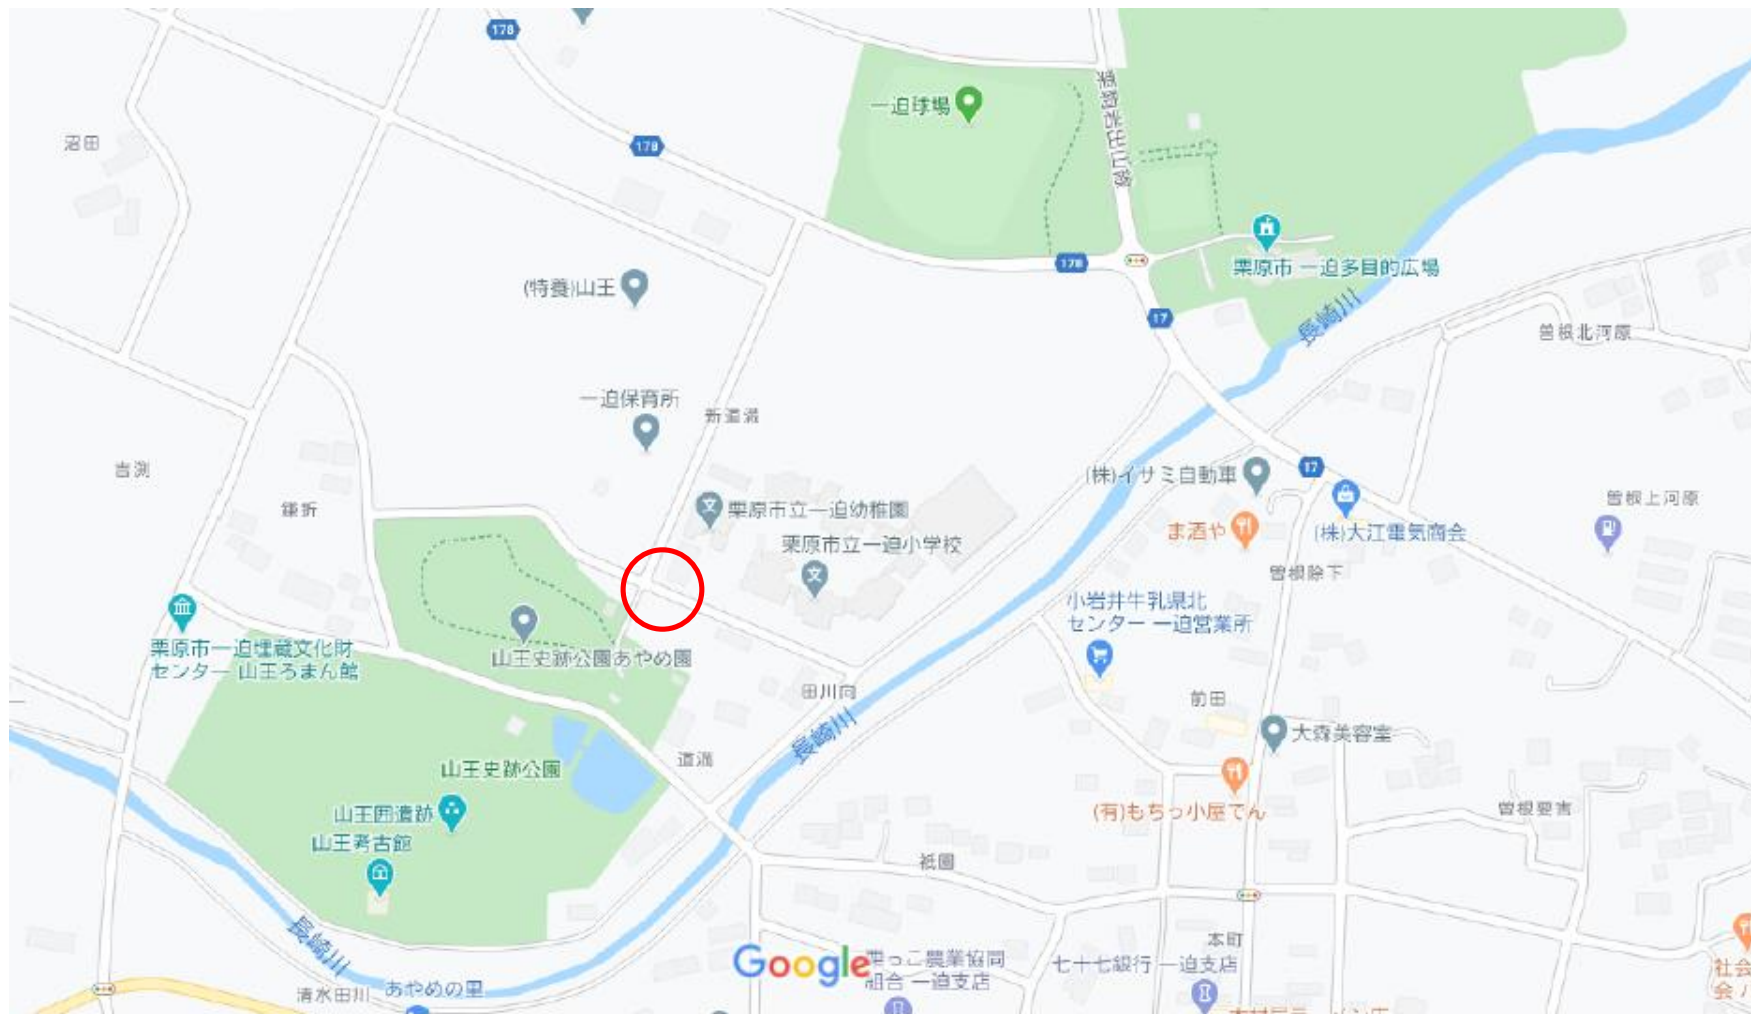 178
一迫球場
栗駒岩出山線
沼田
178
栗原市 一迫多目的広場
178
(特養)山王
17
長崎川
曽根北河原
一迫保育所
新道満
吉渕
(株)イサミ自動車
17
鎌折
栗原市立一迫幼稚園
曽根上河原
ま酒や
(株)大江電気商会
栗原市立一迫小学校
曽根除下
小岩井牛乳県北
センター 一迫営業所
栗原市一迫埋蔵文化財
センター 山王ろまん館
山王史跡公園あやめ園
田川向
前田
長崎川
大森美容室
道満
山王史跡公園
山王囲遺跡
(有)もちっ小屋でん
曽根要害
山王考古館
祇園
長崎川
本町
Google
栗っこ農業協同
組合 一迫支店
七十七銀行 一迫支店
清水田川
あやめの里
社会
会